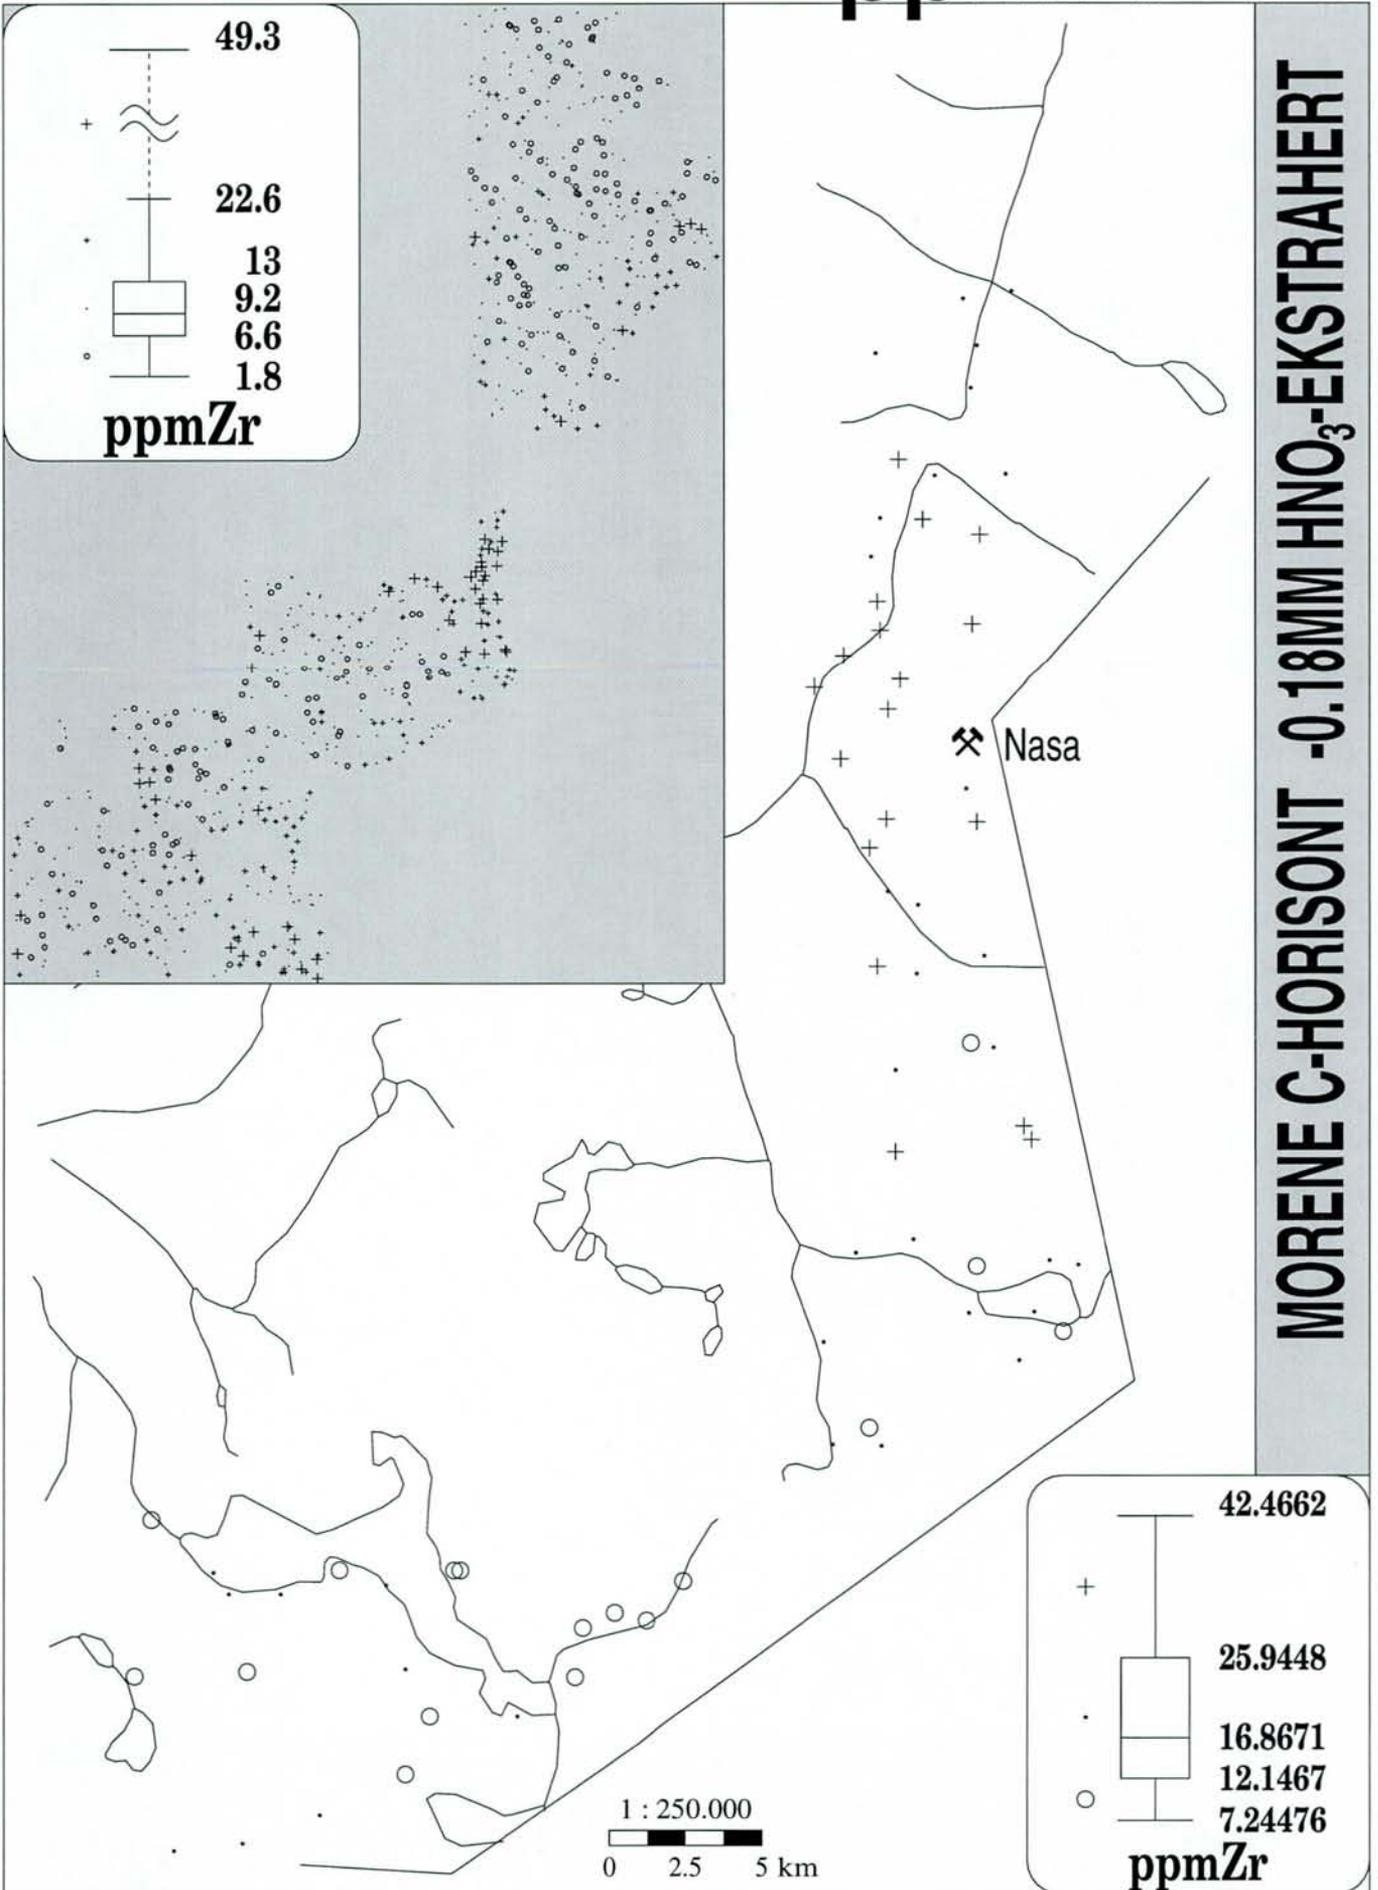 49.3
22.6
13
9.2
6.6
1.8
ppmZr
Nasa
MORENE C-HORISONT -0.18MM HNO3-EKSTRAHERT
1 : 250.000
0 2.5 5 km
42.4662
25.9448
16.8671
12.1467
7.24476
ppmZr